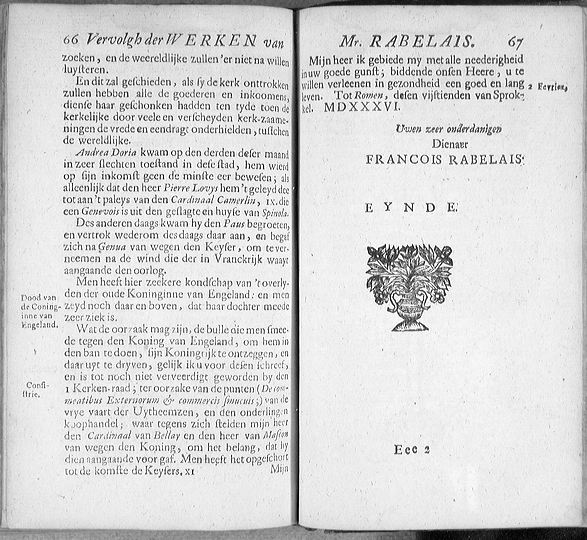 66 Vervolgh der WERKEN van
zoeken, en de weereldlijke zullen 'er niet na willen
luysteren.
En dit zal geschieden, als sy de kerk onttrokken
zullen hebben alle de goederen en inkoomens,
diense haar geschonken hadden ten tyde toen de
kerkelijke door veele en verscheyden kerk-zaame-
ningen de vrede en eendragt onderhielden, tusschen
de wereldlijke.
Andrea Doria kwam op den derden deser maand
in zeer slechten toestand in dese stad, hem wierd
op sijn inkomst geen de minste eer bewesen; als
alleenlijk dat den heer Pierre Lovys hem 't geleyd dee
tot aan 't paleys van den Cardinaal Camerlin, IX. die
een Genevois is uit den geslagte en huyse van Spinola.
Des anderen daags kwam hy den Paus begroeten,
en vertrok wederom des daags daar aan, en begaf
zich na Genua van wegen den Keyser, om te ver-
neemen na de wind die der in Vranckrijk waayt
aangaande den oorlog.
Men heeft hier zeekere kondschap van 't overly-
den der oude Koninginne van Engeland: en men
zeyd noch daar en boven, dat haar dochter meede
zeer ziek is.
Dood van
de Coning-
inne van
Engeland.
Wat de oorzaak mag zijn, de bulle die men smee-
de tegen den Koning van Engeland, om hem in
den ban te doen, sijn Koningrijk te ontzeggen, en
daar uyt te dryven, gelijk ik u voor desen schreef,
en is tot noch niet ververdigt geworden by den
1 Kerken-raad; ter oorzake van de punten (De com-
meatibus Externorum & commerciis sinucuis;) van de
vrye vaart der Uytheemzen, en den onderlingen
koophandel; waar tegens zich steiden mijn heer
den Cardinaal van Bellay en den heer van Mascon
van wegen den Koning, om het belang, dat hy
dien aangaande voor gaf. Men heeft het opgeschort
tot de komste de Keysers, XI
Mijn
Consi-
strie.
Mr. RABELAIS. 67
Mijn heer ik gebiede my met alle neederigheid
in uw goede gunst; biddende onsen Heere, u te
willen verleenen in gezondheid een goed en lang
leven. Tot Romen, desen vijftienden van Sprok-
kel. MDXXXVI.
2 Fevrier,
Uwen zeer onderdanigen
Dienaer
FRANCOIS RABELAIS.
EYNDE.
Eee 2